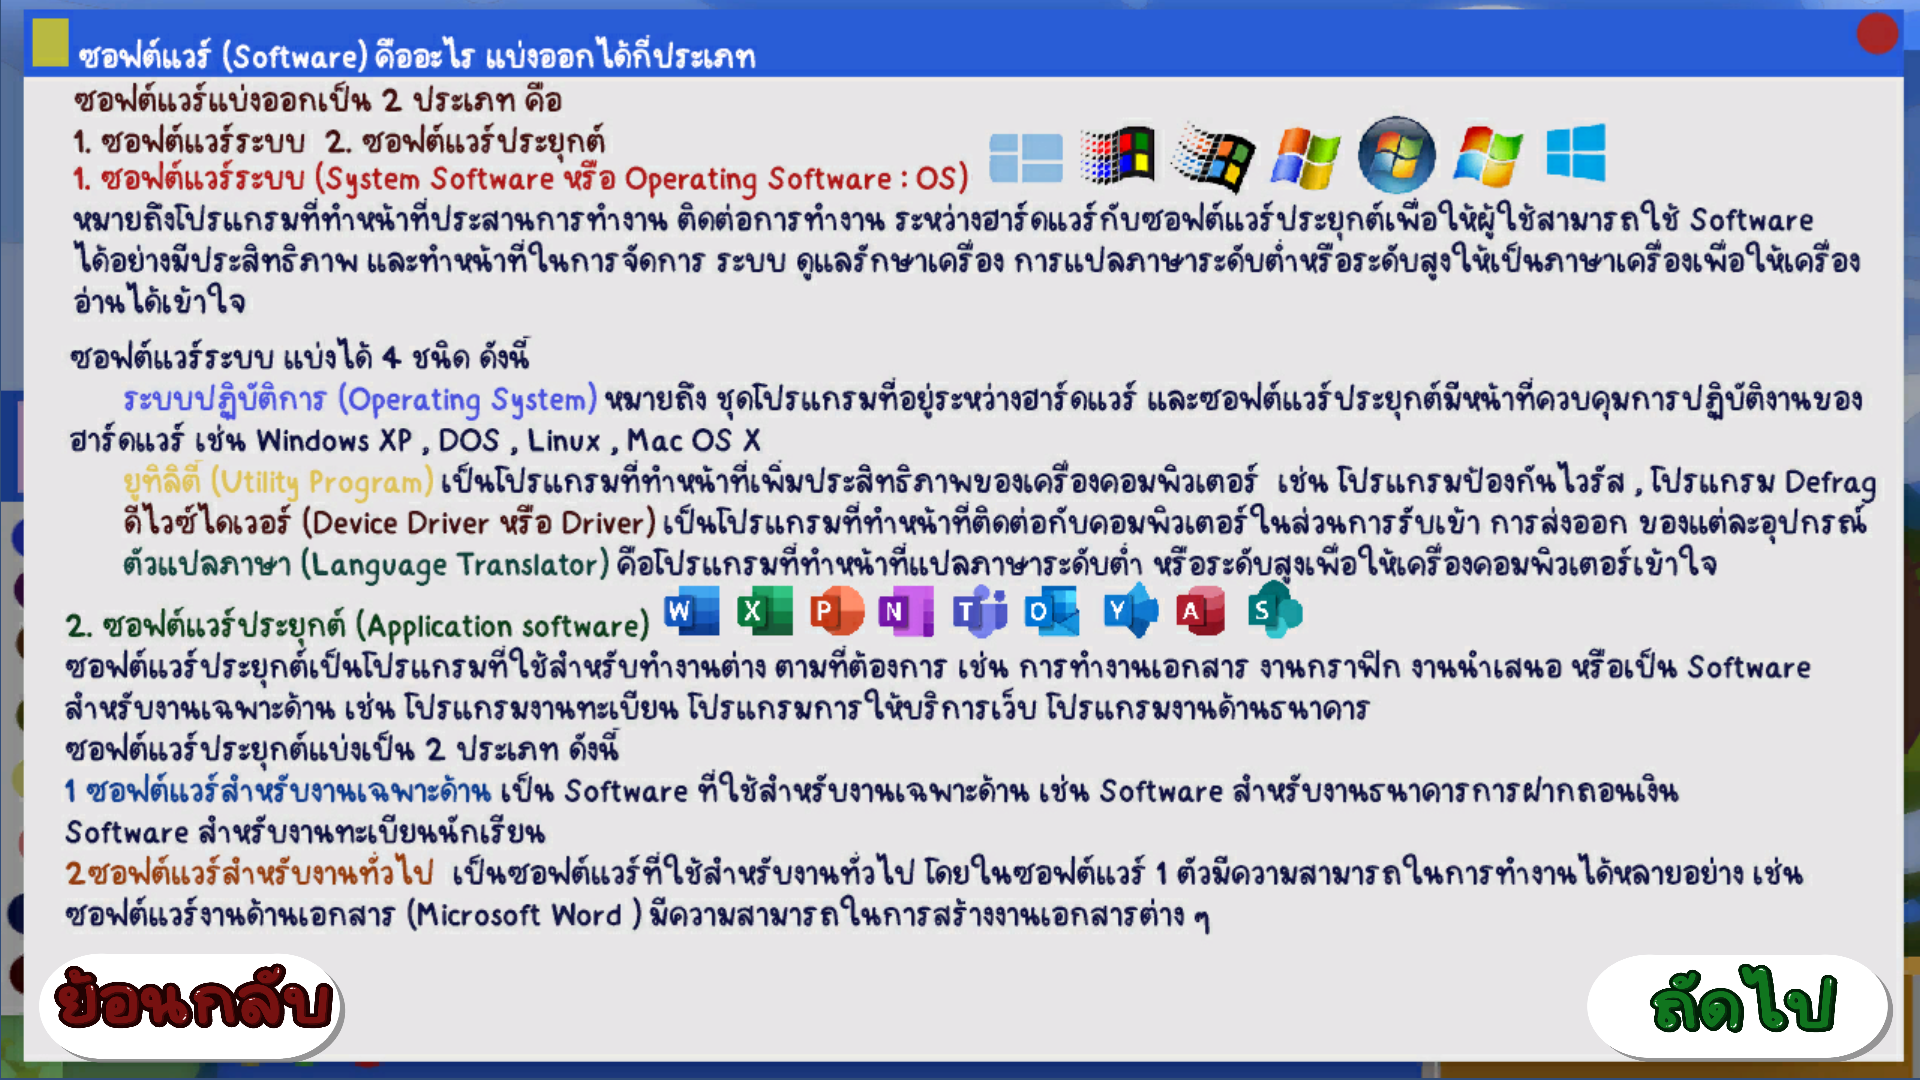 ซอฟต์แวร์ (Software) คืออะไร แบ่งออกได้กี่ประเภท
ซอฟต์แวร์แบ่งออกเป็น 2 ประเภท คือ
1. ซอฟต์แวร์ระบบ 2. ซอฟต์แวร์ประยุกต์
1. ซอฟต์แวร์ระบบ (System Software หรือ Operating Software : OS)
หมายถึงโปรแกรมที่ทำหน้าที่ประสานการทำงาน ติดต่อการทำงาน ระหว่างฮาร์ดแวร์กับซอฟต์แวร์ประยุกต์เพื่อให้ผู้ใช้สามารถใช้ Software
ได้อย่างมีประสิทธิภาพ และทำหน้าที่ในการจัดการ ระบบ ดูแลรักษาเครื่อง การแปลภาษาระดับต่ำหรือระดับสูงให้เป็นภาษาเครื่องเพื่อให้เครื่อง
อ่านได้เข้าใจ
ซอฟต์แวร์ระบบ แบ่งได้ 4 ชนิด ดังนี้
ระบบปฏิบัติการ (Operating System) หมายถึง ชุดโปรแกรมที่อยู่ระหว่างฮาร์ดแวร์ และซอฟต์แวร์ประยุกต์มีหน้าที่ควบคุมการปฏิบัติงานของ
ฮาร์ดแวร์ เช่น Windows XP , DOS , Linux , Mac OS X
ยูทิลิตี้ (Utility Program) เป็นโปรแกรมที่ทำหน้าที่เพิ่มประสิทธิภาพของเครื่องคอมพิวเตอร์ เช่น โปรแกรมป้องกันไวรัส , โปรแกรม Defrag
ดีไวซ์ไดเวอร์ (Device Driver หรือ Driver) เป็นโปรแกรมที่ทำหน้าที่ติดต่อกับคอมพิวเตอร์ในส่วนการรับเข้า การส่งออก ของแต่ละอุปกรณ์
ตัวแปลภาษา (Language Translator) คือโปรแกรมที่ทำหน้าที่แปลภาษาระดับต่ำ หรือระดับสูงเพื่อให้เครื่องคอมพิวเตอร์เข้าใจ
2. ซอฟต์แวร์ประยุกต์ (Application software) W X P N T O Y A S
ซอฟต์แวร์ประยุกต์เป็นโปรแกรมที่ใช้สำหรับทำงานต่าง ตามที่ต้องการ เช่น การทำงานเอกสาร งานกราฟิก งานนำเสนอ หรือเป็น Software
สำหรับงานเฉพาะด้าน เช่น โปรแกรมงานทะเบียน โปรแกรมการให้บริการเว็บ โปรแกรมงานด้านธนาคาร
ซอฟต์แวร์ประยุกต์แบ่งเป็น 2 ประเภท ดังนี้
1 ซอฟต์แวร์สำหรับงานเฉพาะด้าน เป็น Software ที่ใช้สำหรับงานเฉพาะด้าน เช่น Software สำหรับงานธนาคารการฝากถอนเงิน
Software สำหรับงานทะเบียนนักเรียน
2ซอฟต์แวร์สำหรับงานทั่วไป เป็นซอฟต์แวร์ที่ใช้สำหรับงานทั่วไป โดยในซอฟต์แวร์ 1 ตัวมีความสามารถในการทำงานได้หลายอย่าง เช่น
ซอฟต์แวร์งานด้านเอกสาร (Microsoft Word ) มีความสามารถในการสร้างงานเอกสารต่าง ๆ
ย้อนกลับ
ถัดไป